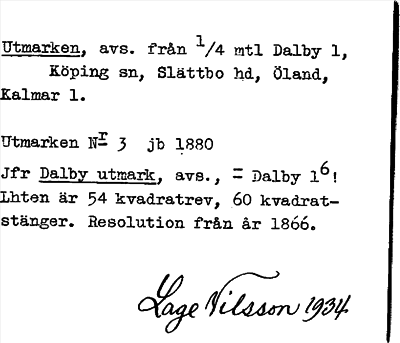 Utmarken, avs. från 1/4 mtl Dalby 1,
Köping sn, Slättbo hd, Öland,
Kalmar l.
Utmarken Nr 3 jb 1880
Jfr Dalby utmark, avs., = Dalby 1⁶!
Lhten är 54 kvadratrev, 60 kvadrat-
stänger. Resolution från år 1866.
Lage Nilsson 1934